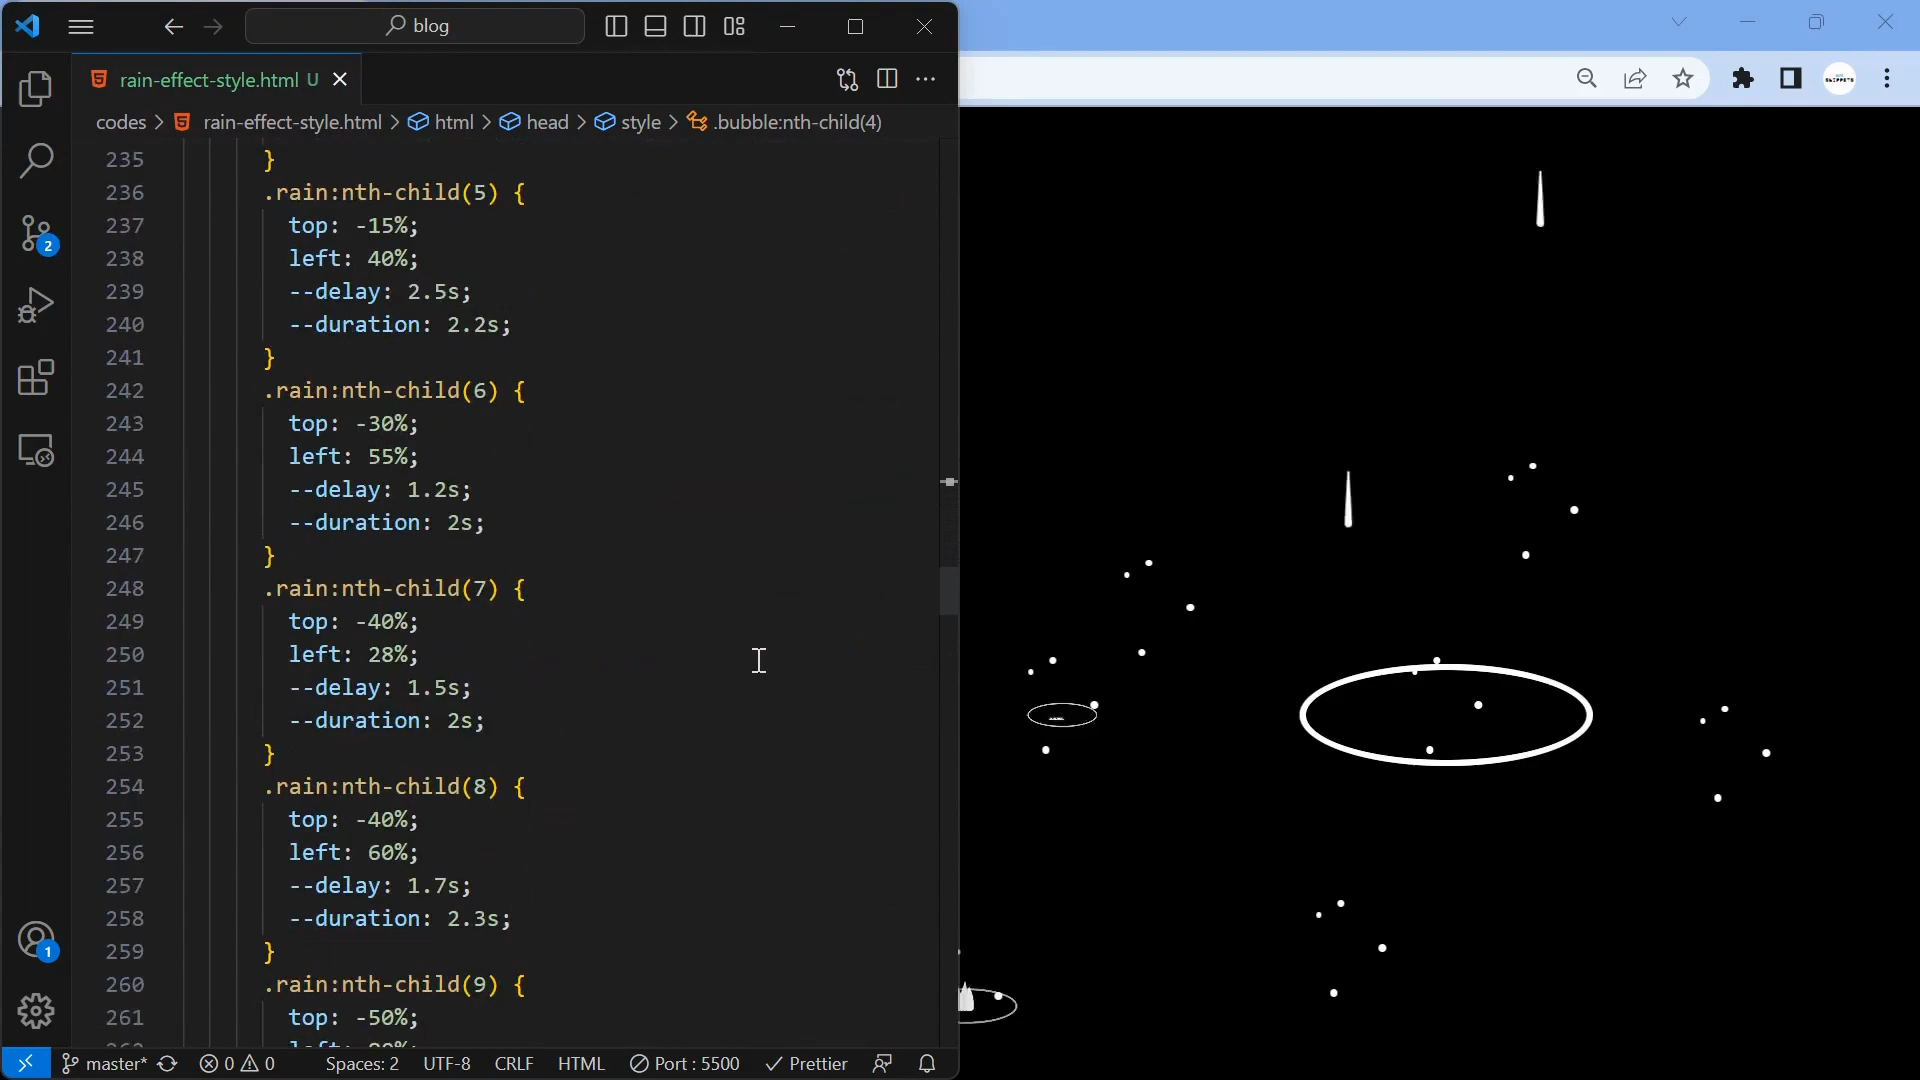 blog
rain-effect-style.html U
codes > rain-effect-style.html > html > head > style > .bubble:nth-child(4)
235 }
236 .rain:nth-child(5) {
237 top: -15%;
238 left: 40%;
239 --delay: 2.5s;
240 --duration: 2.2s;
241 }
242 .rain:nth-child(6) {
243 top: -30%;
244 left: 55%;
245 --delay: 1.2s;
246 --duration: 2s;
247 }
248 .rain:nth-child(7) {
249 top: -40%;
250 left: 28%;
251 --delay: 1.5s;
252 --duration: 2s;
253 }
254 .rain:nth-child(8) {
255 top: -40%;
256 left: 60%;
257 --delay: 1.7s;
258 --duration: 2.3s;
259 }
260 .rain:nth-child(9) {
261 top: -50%;
2
1
master* 0 0 Spaces: 2 UTF-8 CRLF HTML Port : 5500 Prettier